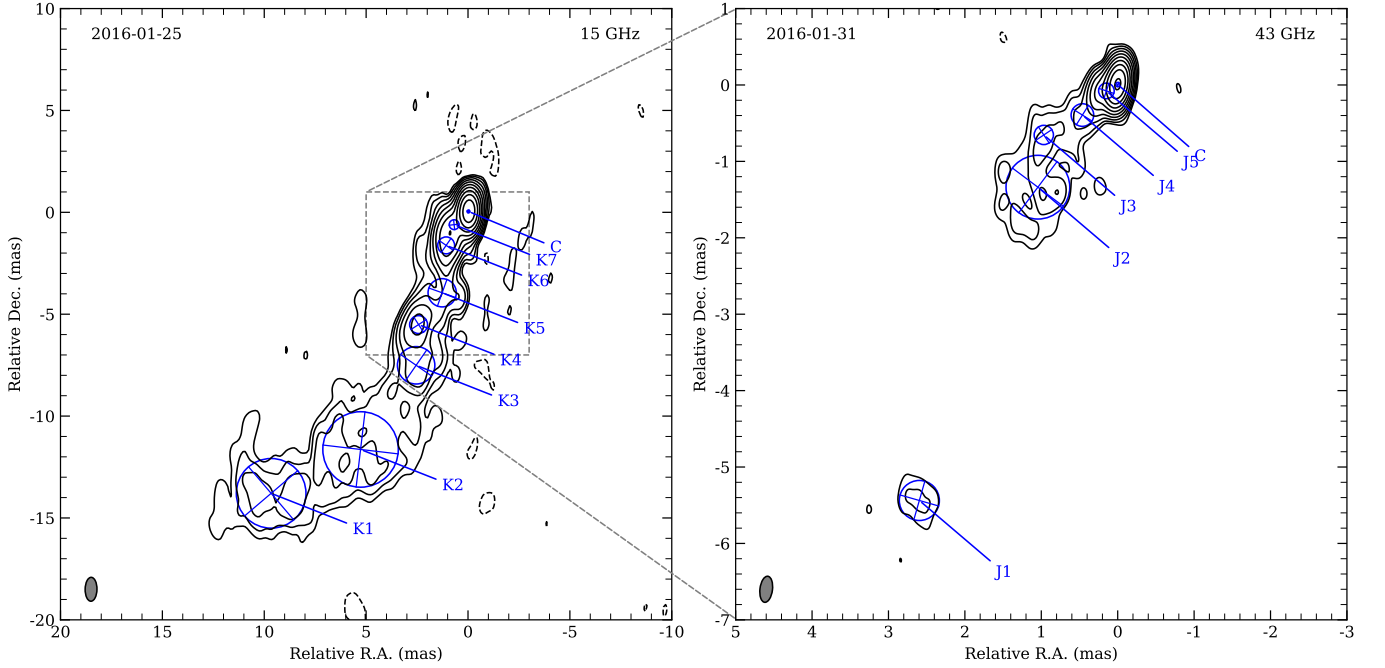 2016-01-25
15 GHz
10
5
0
-5
-10
-15
-20
Relative Dec. (mas)
C
K7
K6
K5
K4
K3
K2
K1
20
15
10
5
0
-5
-10
Relative R.A. (mas)
2016-01-31
43 GHz
1
0
-1
-2
-3
-4
-5
-6
-7
Relative Dec. (mas)
C
J5
J4
J3
J2
J1
5
4
3
2
1
0
-1
-2
-3
Relative R.A. (mas)